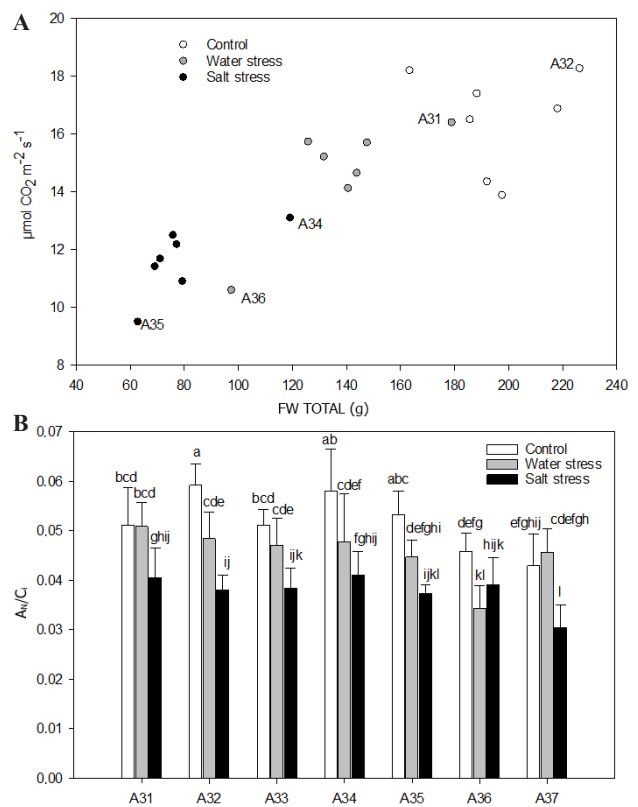 A
20
18
16
14
12
10
8
µmol CO2 m-2 s-1
Control
Water stress
Salt stress
A32
A31
A34
A36
A35
40 60 80 100 120 140 160 180 200 220 240
FW TOTAL (g)
B
0,07
0,06
0,05
0,04
0,03
0,02
0,01
0,00
AN/Ci
Control
Water stress
Salt stress
bcd bcd ghij
a cde ij
bcd cde ijk
ab cdef fghij
abc defghi ijkl
defg kl hijk
efghij cdefgh l
A31 A32 A33 A34 A35 A36 A37